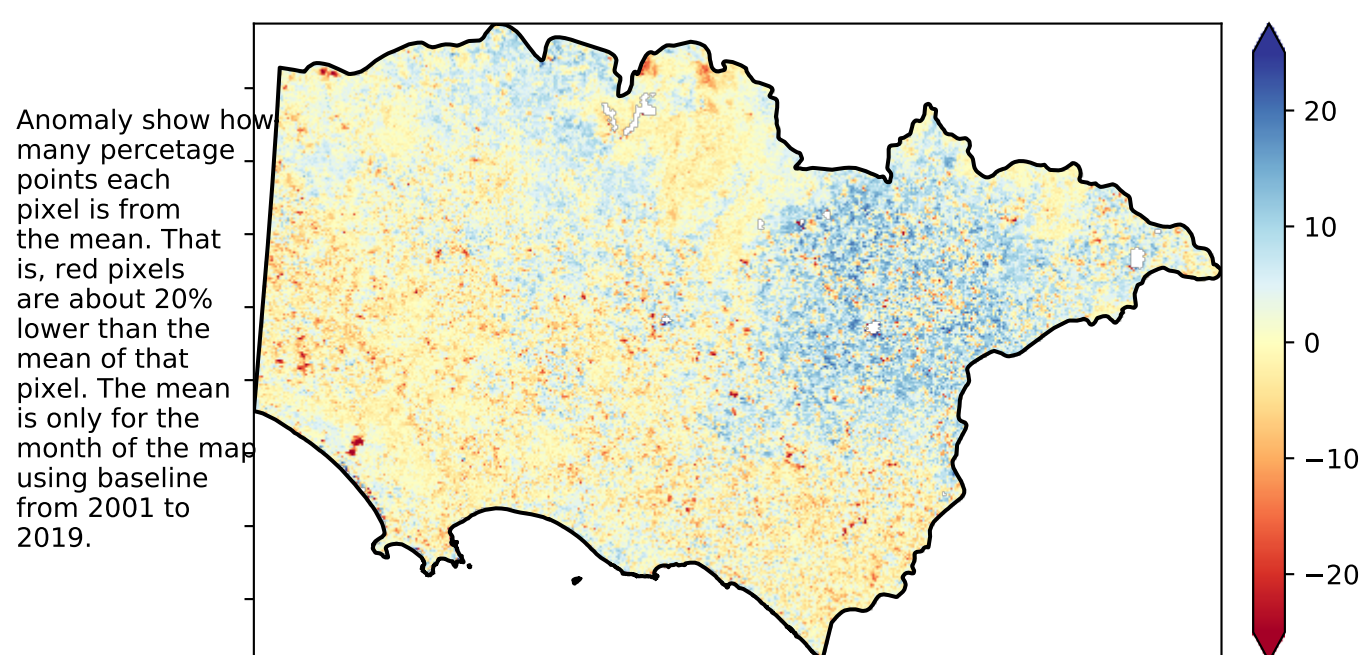 Anomaly show how
many percetage
points each
pixel is from
the mean. That
is, red pixels
are about 20%
lower than the
mean of that
pixel. The mean
is only for the
month of the map
using baseline
from 2001 to
2019.
20
10
0
−10
−20